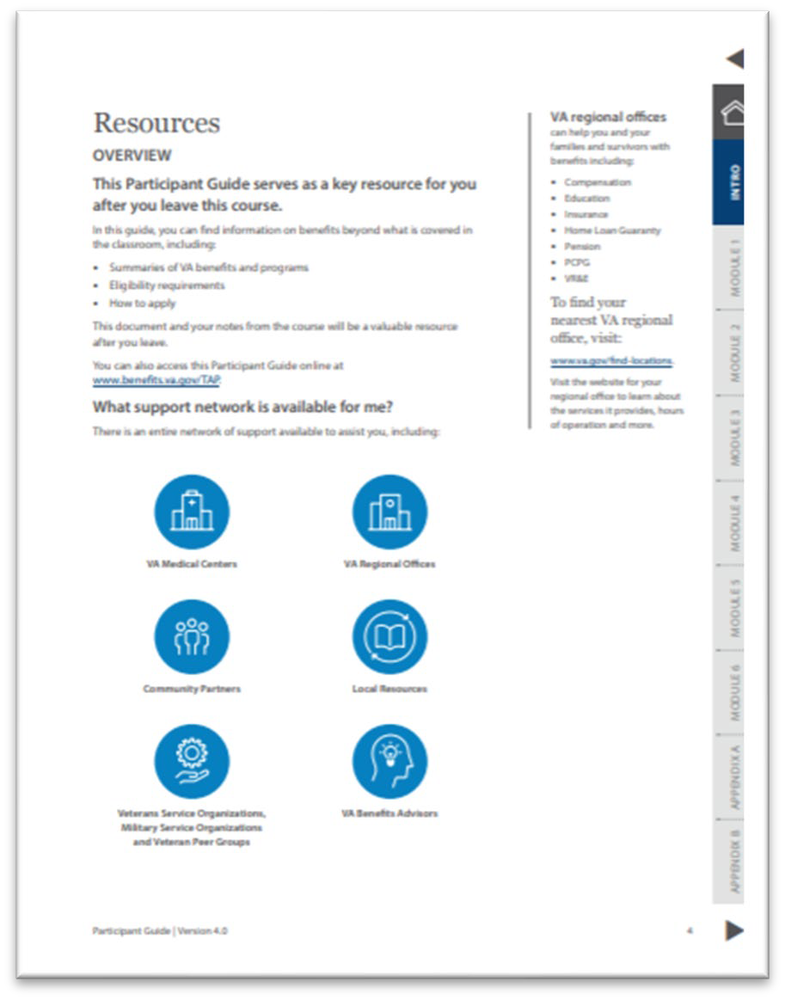 Resources
OVERVIEW
This Participant Guide serves as a key resource for you
after you leave this course.
In this guide, you can find information on benefits beyond what is covered in
the classroom, including:
• Summaries of VA benefits and programs
• Eligibility requirements
• How to apply
This document and your notes from the course will be a valuable resource
after you leave.
You can also access this Participant Guide online at
www.benefits.va.gov/TAP.
What support network is available for me?
There is an entire network of support available to assist you, including:
VA Medical Centers
VA Regional Offices
Community Partners
Local Resources
Veterans Service Organizations,
Military Service Organizations
and Veteran Peer Groups
VA Benefits Advisors
VA regional offices
can help you and your
families and survivors with
benefits including:
• Compensation
• Education
• Insurance
• Home Loan Guaranty
• Pension
• PCPG
• VR&E
To find your
nearest VA regional
office, visit:
www.va.gov/find-locations.
Visit the website for your
regional office to learn about
the services it provides, hours
of operation and more.
INTRO
MODULE 1
MODULE 2
MODULE 3
MODULE 4
MODULE 5
MODULE 6
APPENDIX A
APPENDIX B
Participant Guide | Version 4.0
4